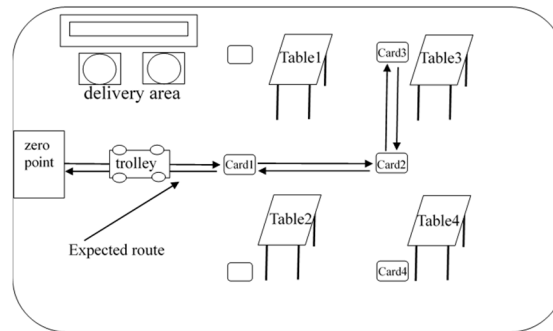 Table1
Card3
Table3
delivery area
zero
point
trolley
Card1
Card2
Table2
Table4
Expected route
Card4